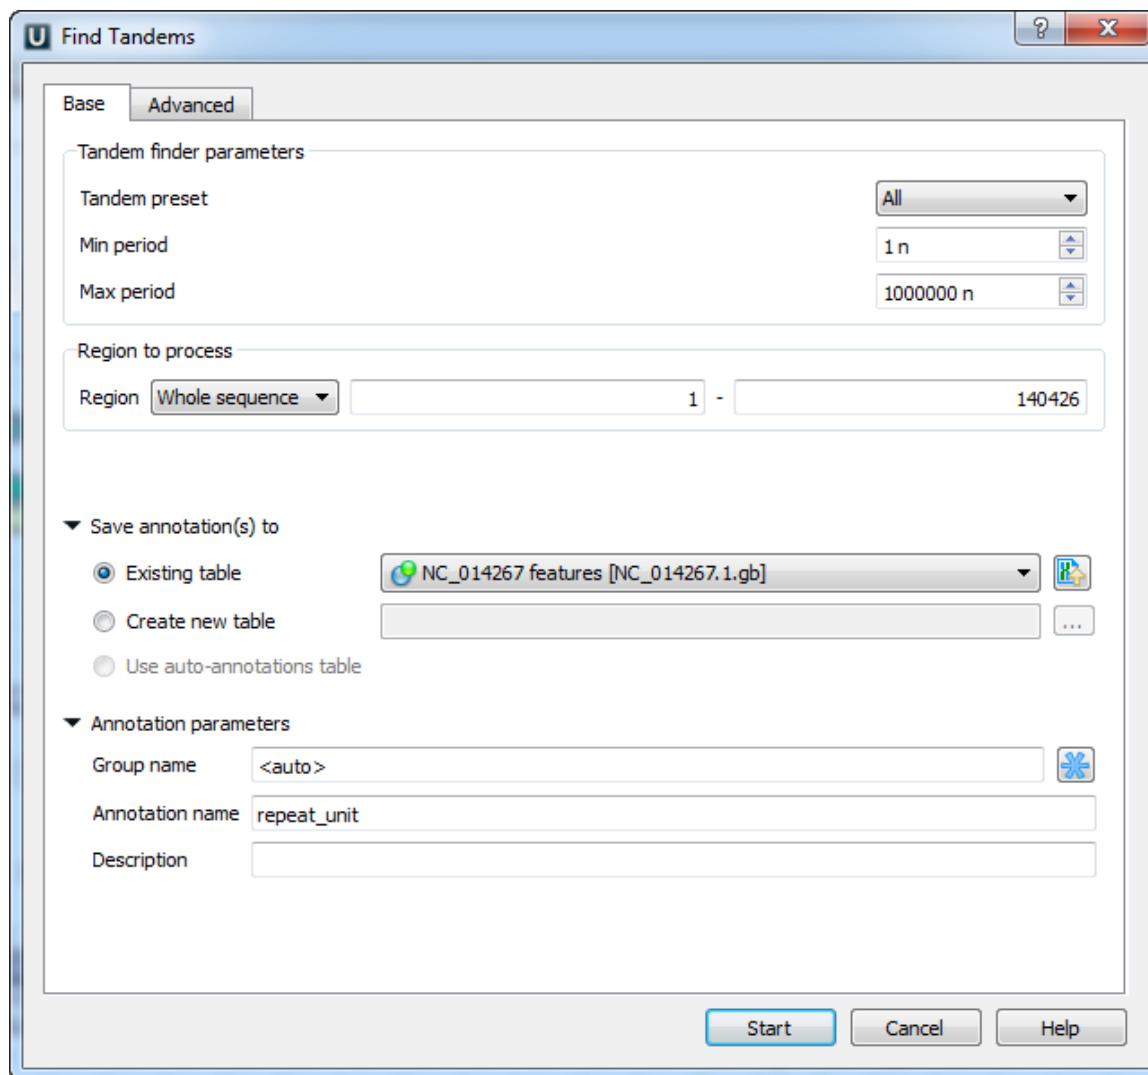 U Find Tandems ? X
Base Advanced
Tandem finder parameters
Tandem preset All
Min period 1 n
Max period 1000000 n
Region to process
Region Whole sequence 1 - 140426
Save annotation(s) to
Existing table NC_014267 features [NC_014267.1.gb]
Create new table ...
Use auto-annotations table
Annotation parameters
Group name <auto>
Annotation name repeat_unit
Description
Start Cancel Help